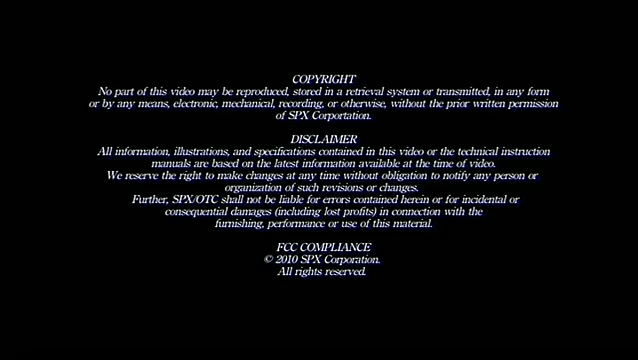 COPYRIGHT
No part of this video may be reproduced, stored in a retrieval system or transmitted, in any form
or by any means, electronic, mechanical, recording, or otherwise, without the prior written permission
of SPX Corportation.
DISCLAIMER
All information, illustrations, and specifications contained in this video or the technical instruction
manuals are based on the latest information available at the time of video.
We reserve the right to make changes at any time without obligation to notify any person or
organization of such revisions or changes.
Further, SPX/OTC shall not be liable for errors contained herein or for incidental or
consequential damages (including lost profits) in connection with the
furnishing, performance or use of this material.
FCC COMPLIANCE
© 2010 SPX Corporation.
All rights reserved.